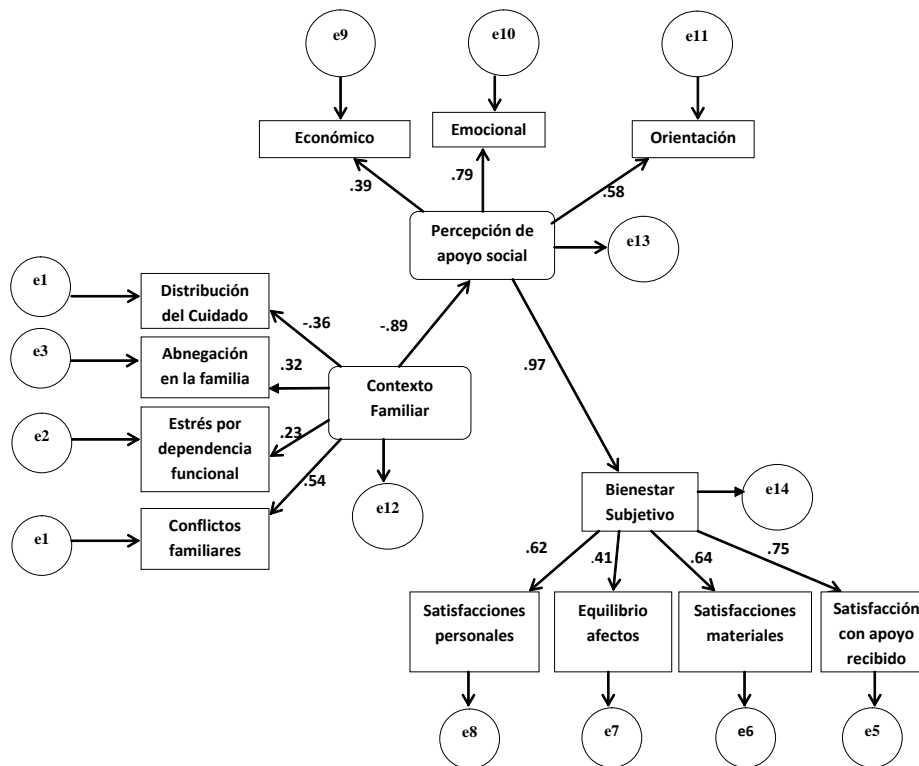 e9
e10
e11
Económico
Emocional
Orientación
.39
.79
.58
Percepción de
apoyo social
e13
e1
Distribución
del Cuidado
-.36
-.89
e3
Abnegación
en la familia
.32
.97
Contexto
Familiar
e2
Estrés por
dependencia
funcional
.23
.54
e12
e1
Conflictos
familiares
Bienestar
Subjetivo
e14
.62
.41
.64
.75
Satisfacciones
personales
Equilibrio
afectos
Satisfacciones
materiales
Satisfacción
con apoyo
recibido
e8
e7
e6
e5